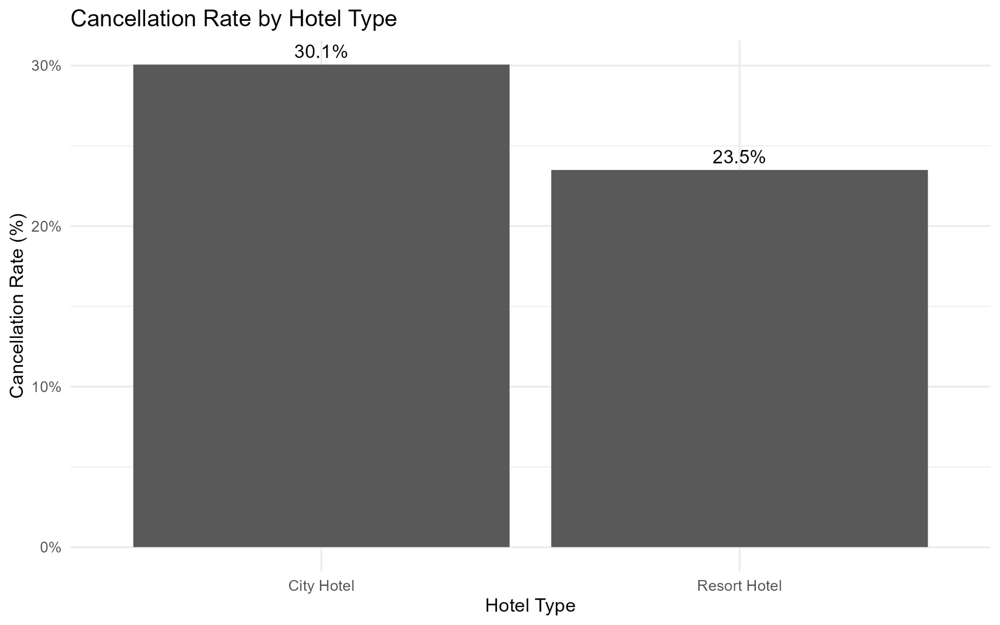 Cancellation Rate by Hotel Type
30.1%
23.5%
30%
20%
10%
0%
Cancellation Rate (%)
City Hotel
Resort Hotel
Hotel Type